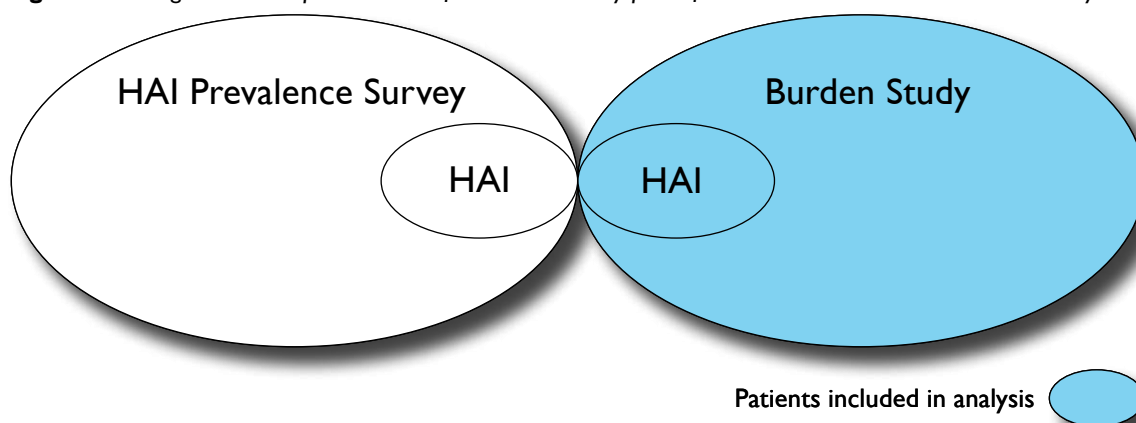 HAI Prevalence Survey
Burden Study
HAI
HAI
Patients included in analysis